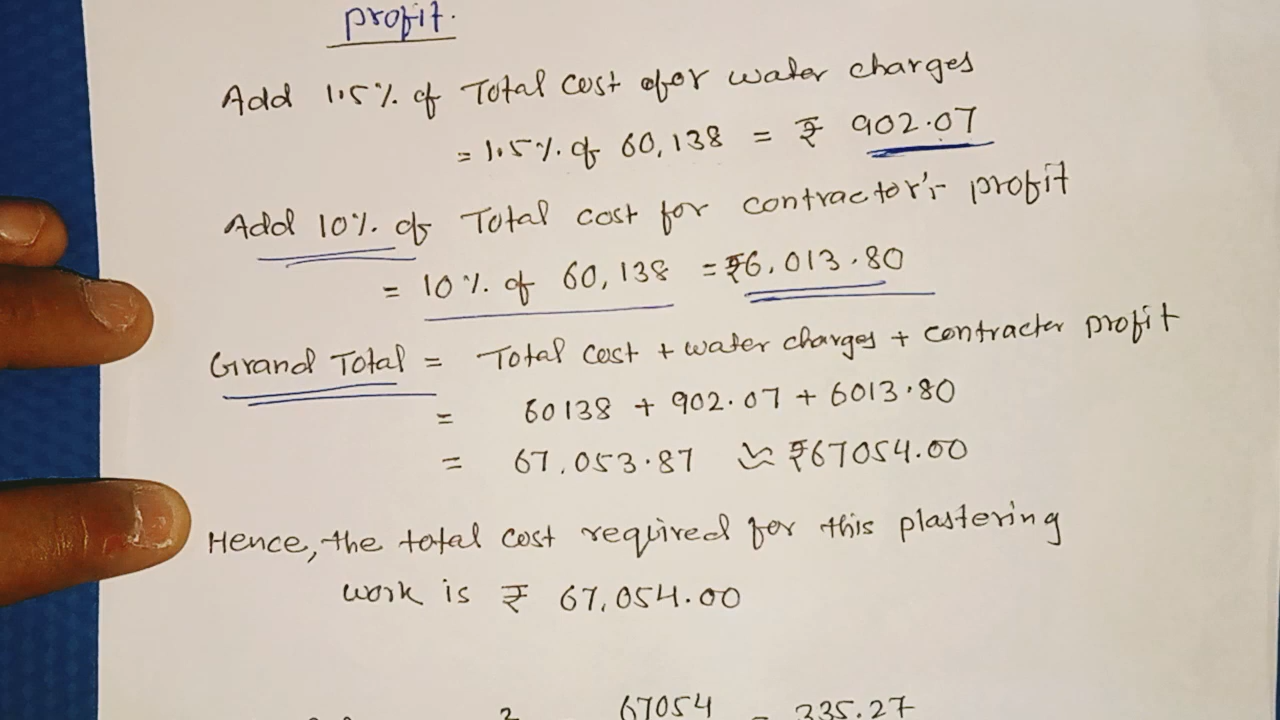 profit.
Add 1.5% of Total cost for water charges
= 1.5% of 60,138 = ₹ 902.07
Add 10% of Total cost for contractor's profit
= 10% of 60,138 = ₹6,013.80
Grand Total = Total cost + water charges + contracter profit
= 60138 + 902.07 + 6013.80
= 67,053.87 ≈ ₹67054.00
Hence, the total cost required for this plastering
work is ₹ 67,054.00
2 67054 = 335.27